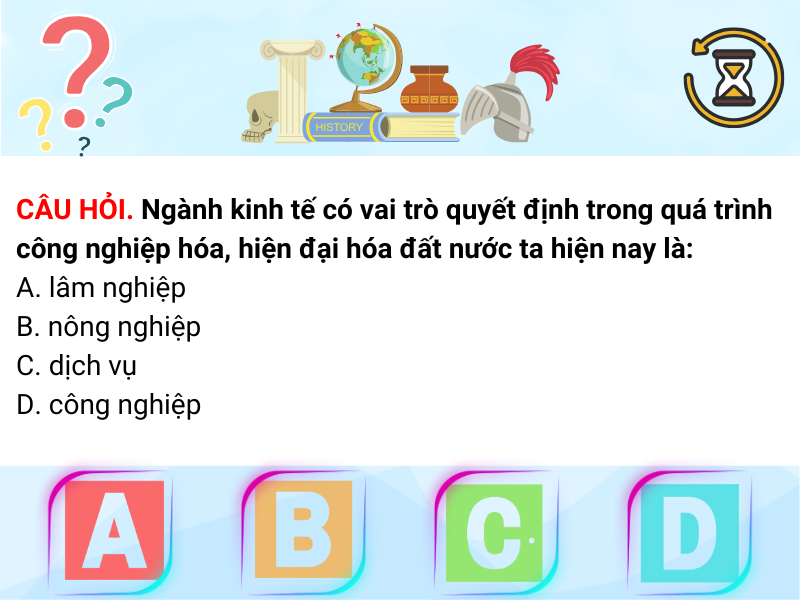 ?
?
?
?
HISTORY
CÂU HỎI. Ngành kinh tế có vai trò quyết định trong quá trình
công nghiệp hóa, hiện đại hóa đất nước ta hiện nay là:
A. lâm nghiệp
B. nông nghiệp
C. dịch vụ
D. công nghiệp
A
B
C
D